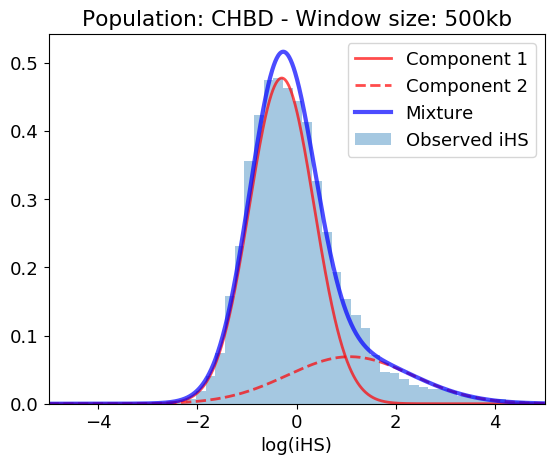 Population: CHBD - Window size: 500kb
Component 1
Component 2
Mixture
Observed iHS
0.5
0.4
0.3
0.2
0.1
0.0
−4
−2
0
2
4
log(iHS)